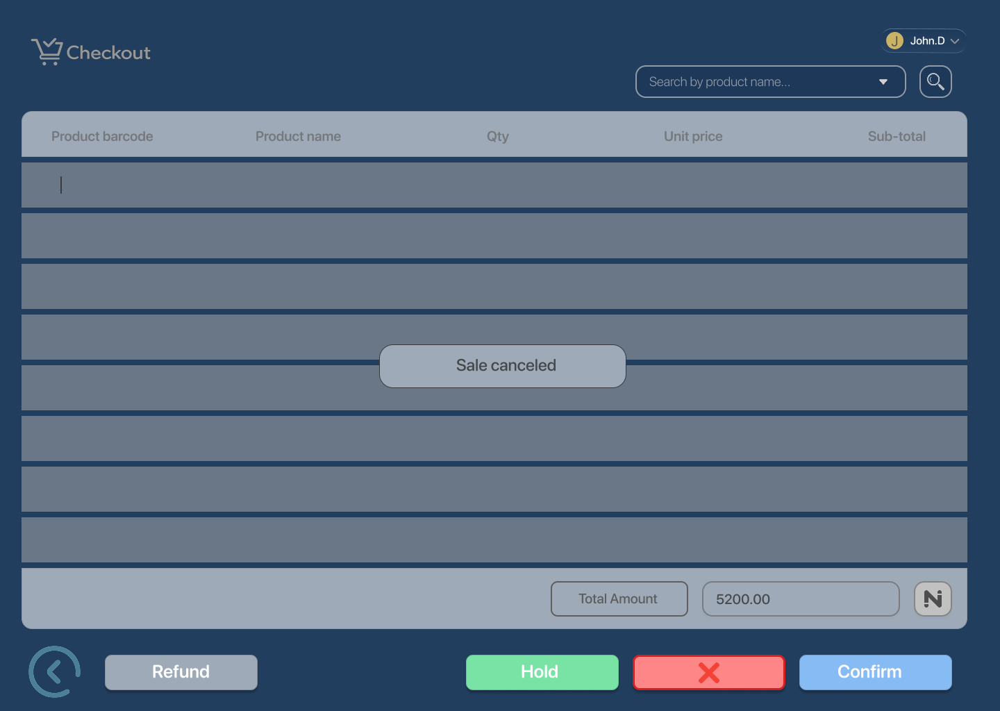 Checkout
J John.D
Search by product name...
Product barcode Product name Qty Unit price Sub-total
Sale canceled
Total Amount 5200.00 N
Refund Hold Confirm